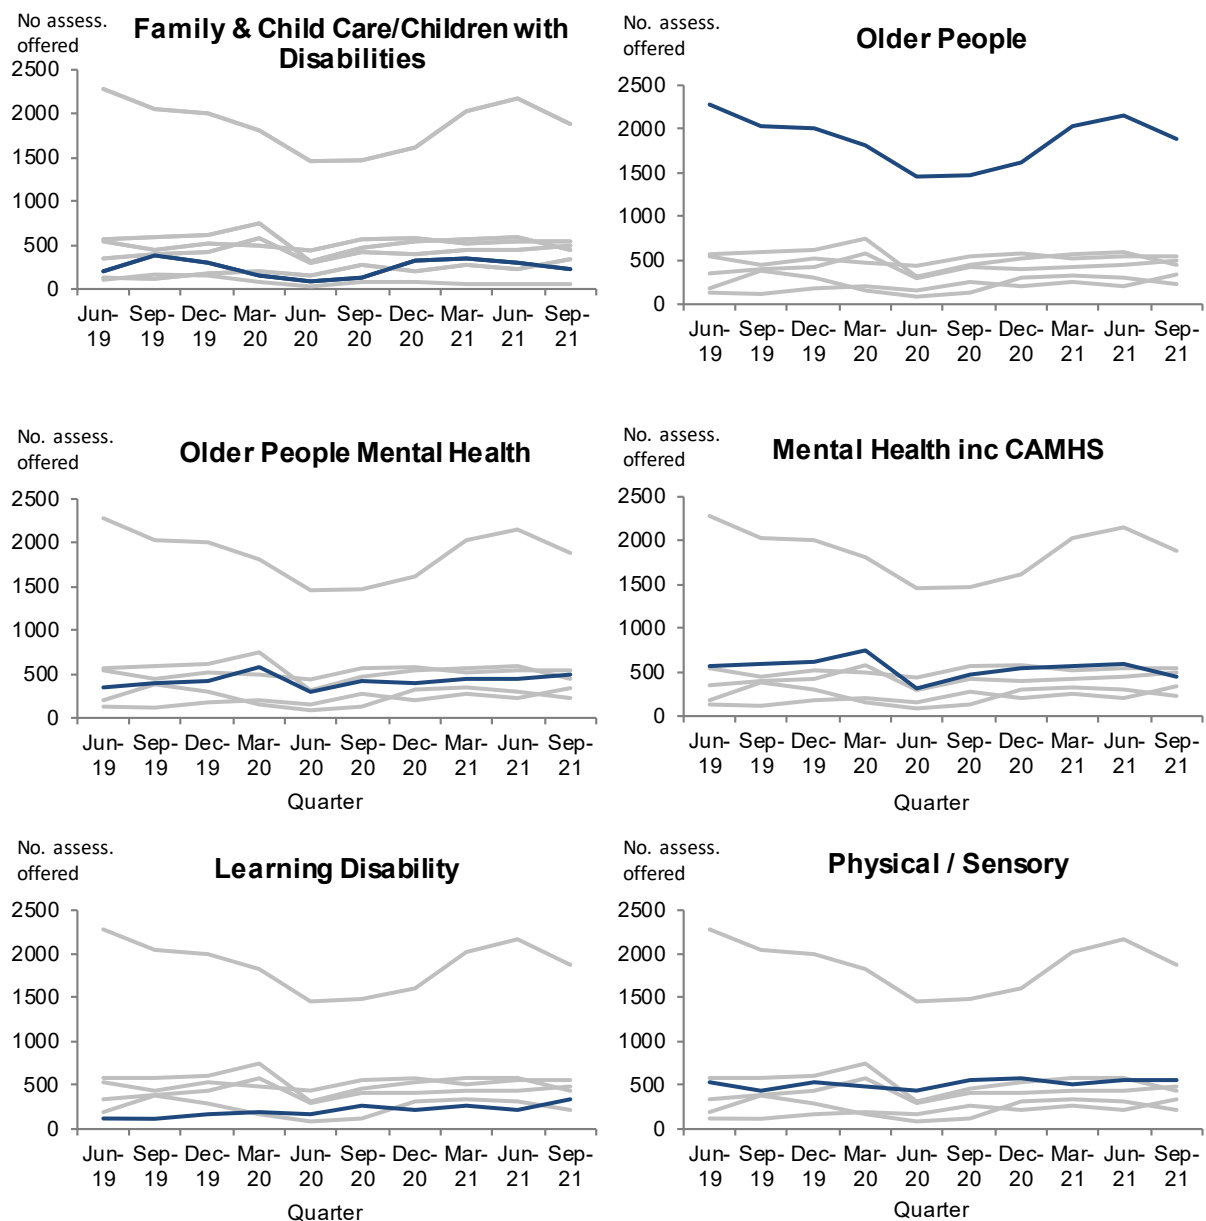 No assess.
offered
Family & Child Care/Children with
Disabilities
2500
2000
1500
1000
500
0
Jun- Sep- Dec- Mar- Jun- Sep- Dec- Mar- Jun- Sep-
19 19 19 20 20 20 20 21 21 21
No. assess.
offered
Older People
2500
2000
1500
1000
500
0
Jun- Sep- Dec- Mar- Jun- Sep- Dec- Mar- Jun- Sep-
19 19 19 20 20 20 20 21 21 21
No. assess.
offered
Older People Mental Health
2500
2000
1500
1000
500
0
Jun- Sep- Dec- Mar- Jun- Sep- Dec- Mar- Jun- Sep-
19 19 19 20 20 20 20 21 21 21
Quarter
No. assess.
offered
Mental Health inc CAMHS
2500
2000
1500
1000
500
0
Jun- Sep- Dec- Mar- Jun- Sep- Dec- Mar- Jun- Sep-
19 19 19 20 20 20 20 21 21 21
Quarter
No. assess.
offered
Learning Disability
2500
2000
1500
1000
500
0
Jun- Sep- Dec- Mar- Jun- Sep- Dec- Mar- Jun- Sep-
19 19 19 20 20 20 20 21 21 21
Quarter
No. assess.
offered
Physical / Sensory
2500
2000
1500
1000
500
0
Jun- Sep- Dec- Mar- Jun- Sep- Dec- Mar- Jun- Sep-
19 19 19 20 20 20 20 21 21 21
Quarter